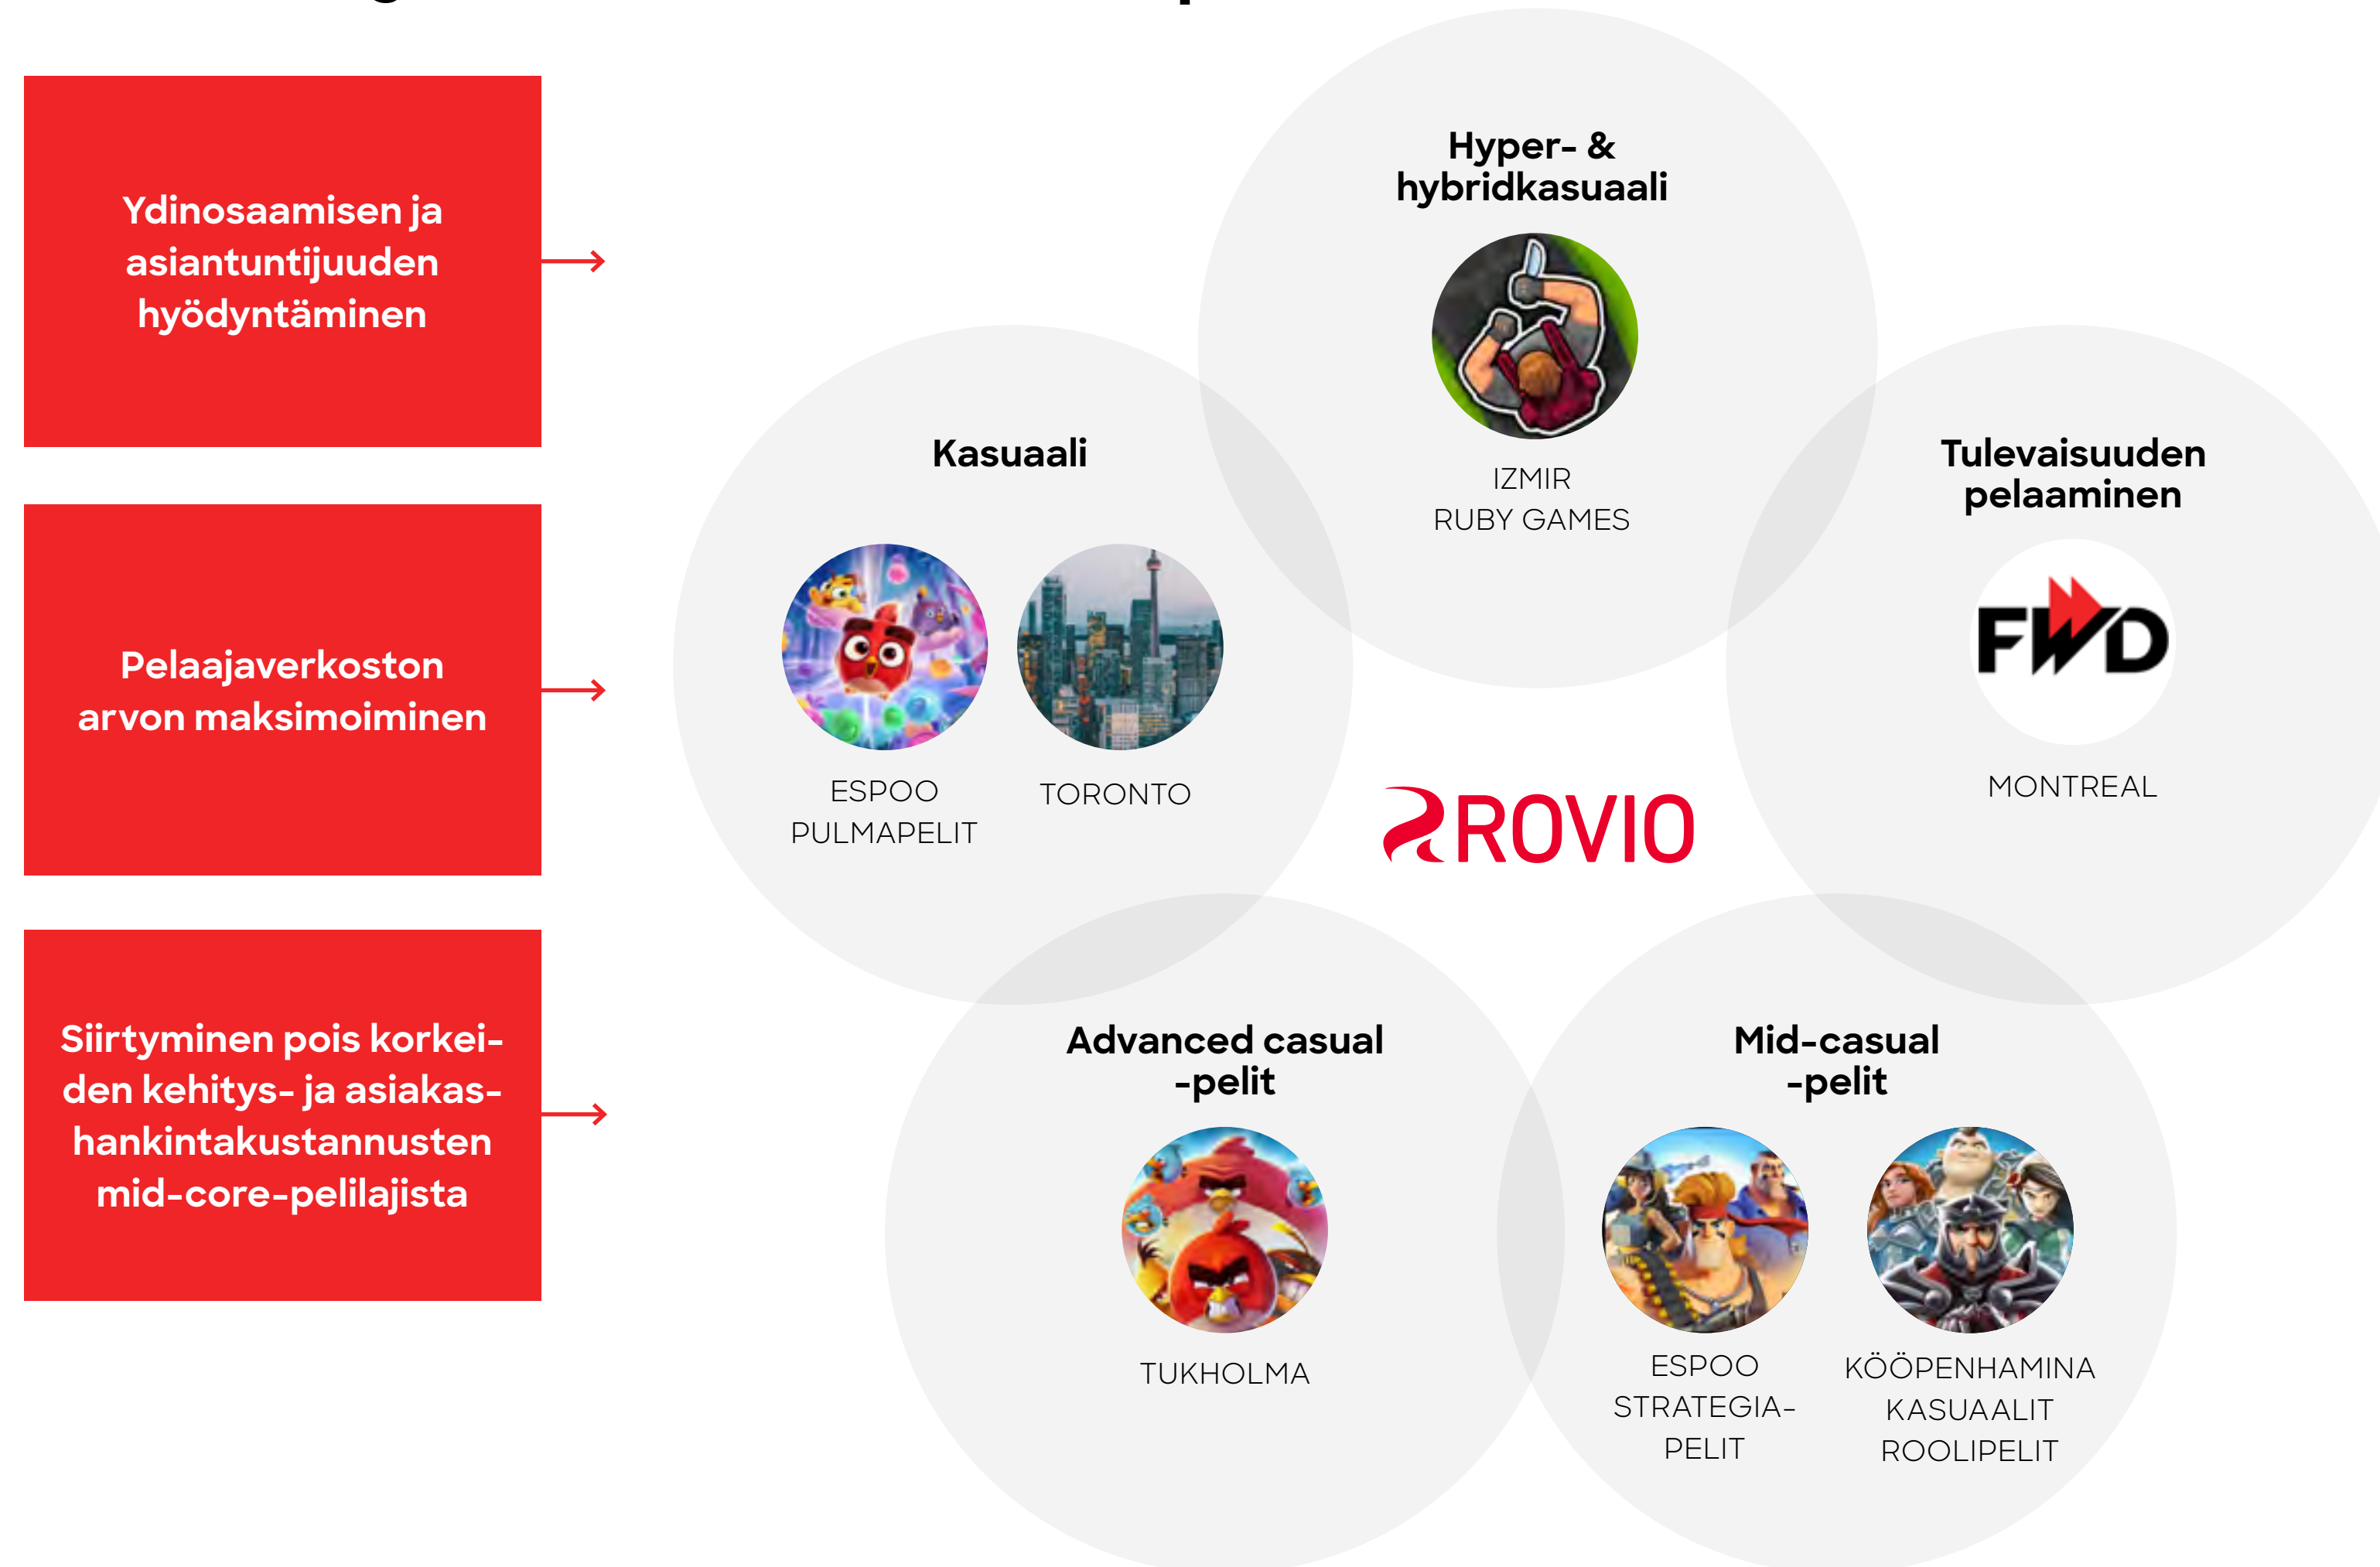 Ydinosaamisen ja
asiantuntijuuden
hyödyntäminen
Pelaajaverkoston
arvon maksimoiminen
Siirtyminen pois korkei-
den kehitys- ja asiakas-
hankintakustannusten
mid-core-pelilajista
Hyper- &
hybridkasuaali
IZMIR
RUBY GAMES
Kasuaali
ESPOO
PULMAPELIT
TORONTO
Tulevaisuuden
pelaaminen
FWD
MONTREAL
ROVIO
Advanced casual
-pelit
TUKHOLMA
Mid-casual
-pelit
ESPOO
STRATEGIA-
PELIT
KÖÖPENHAMINA
KASUAALIT
ROOLIPELIT